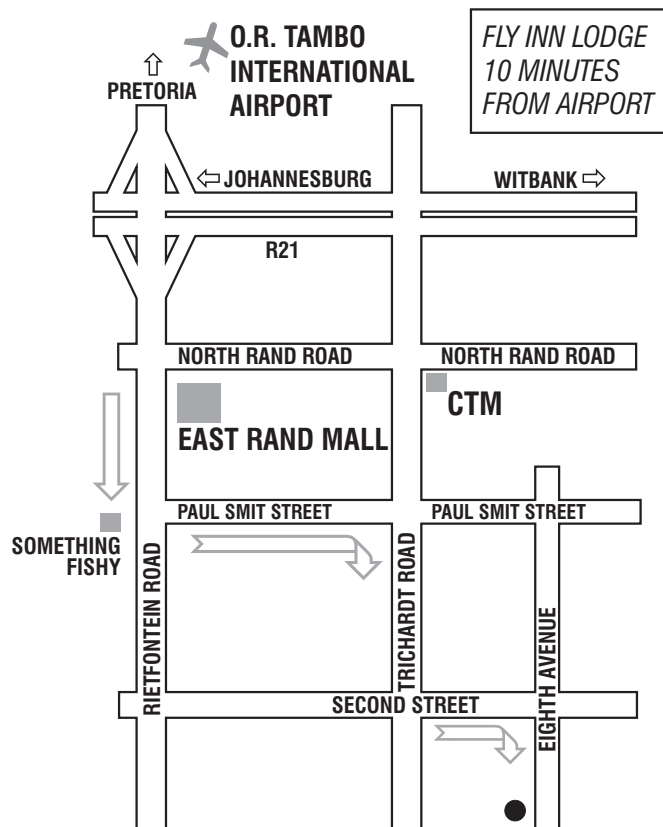 O.R. TAMBO
INTERNATIONAL
AIRPORT
FLY INN LODGE
10 MINUTES
FROM AIRPORT
PRETORIA
JOHANNESBURG
WITBANK
R21
NORTH RAND ROAD
NORTH RAND ROAD
CTM
EAST RAND MALL
PAUL SMIT STREET
PAUL SMIT STREET
SOMETHING
FISHY
RIETFONTEIN ROAD
TRICHARDT ROAD
EIGHTH AVENUE
SECOND STREET